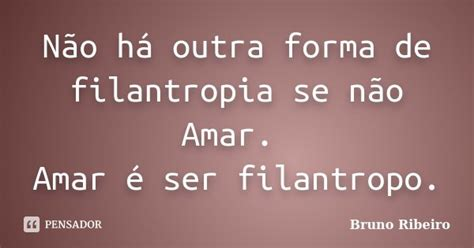 Não há outra forma de
filantropia se não
Amar.
Amar é ser filantropo.
PENSADOR
Bruno Ribeiro